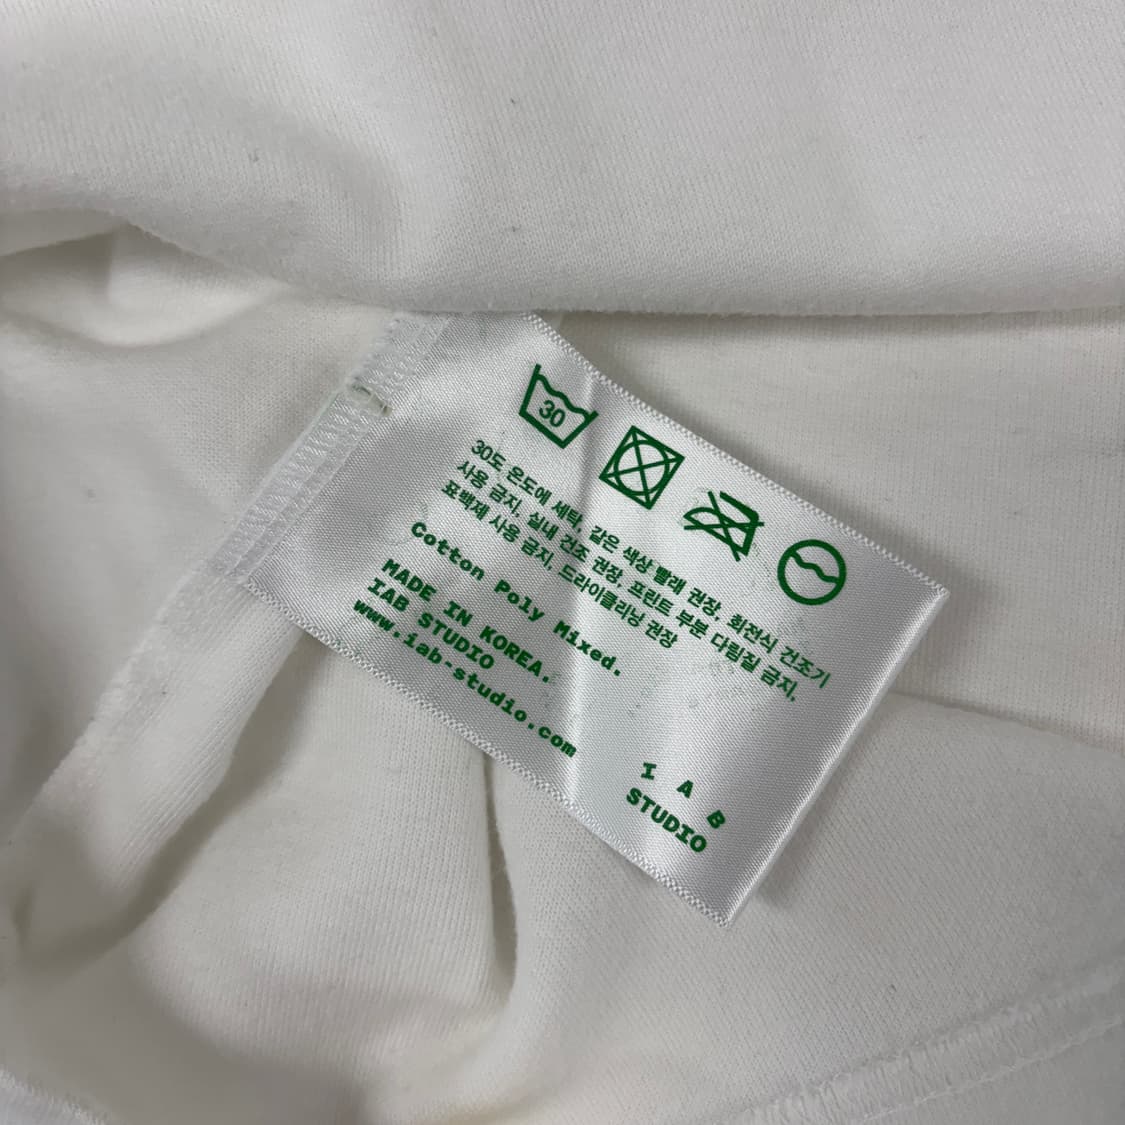 30
30도 온도에 세탁, 같은 색상 빨래 권장, 회전식 건조기
사용 금지, 실내 건조 권장, 프린트 부분 다림질 금지,
표백제 사용 금지, 드라이클리닝 권장
Cotton Poly Mixed.
MADE IN KOREA.
IAB STUDIO
www.iab-studio.com
I A B
STUDIO